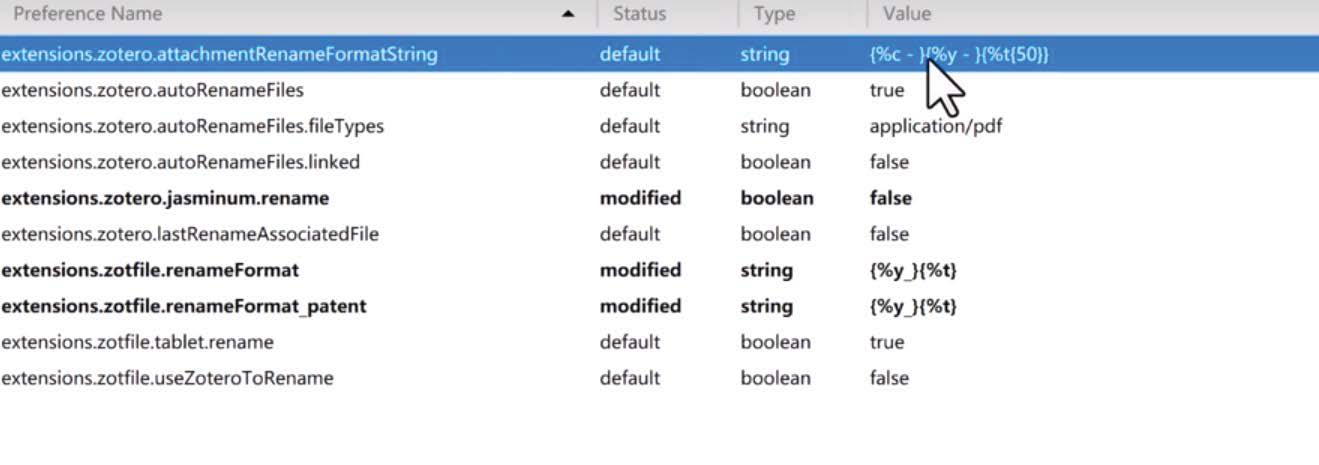 Preference Name Status Type Value
extensions.zotero.attachmentRenameFormatString default string {%c - }{%y - }{%t{50}}
extensions.zotero.autoRenameFiles default boolean true
extensions.zotero.autoRenameFiles.fileTypes default string application/pdf
extensions.zotero.autoRenameFiles.linked default boolean false
extensions.zotero.jasminum.rename modified boolean false
extensions.zotero.lastRenameAssociatedFile default boolean false
extensions.zotfile.renameFormat modified string {%y_}{%t}
extensions.zotfile.renameFormat_patent modified string {%y_}{%t}
extensions.zotfile.tablet.rename default boolean true
extensions.zotfile.useZoteroToRename default boolean false